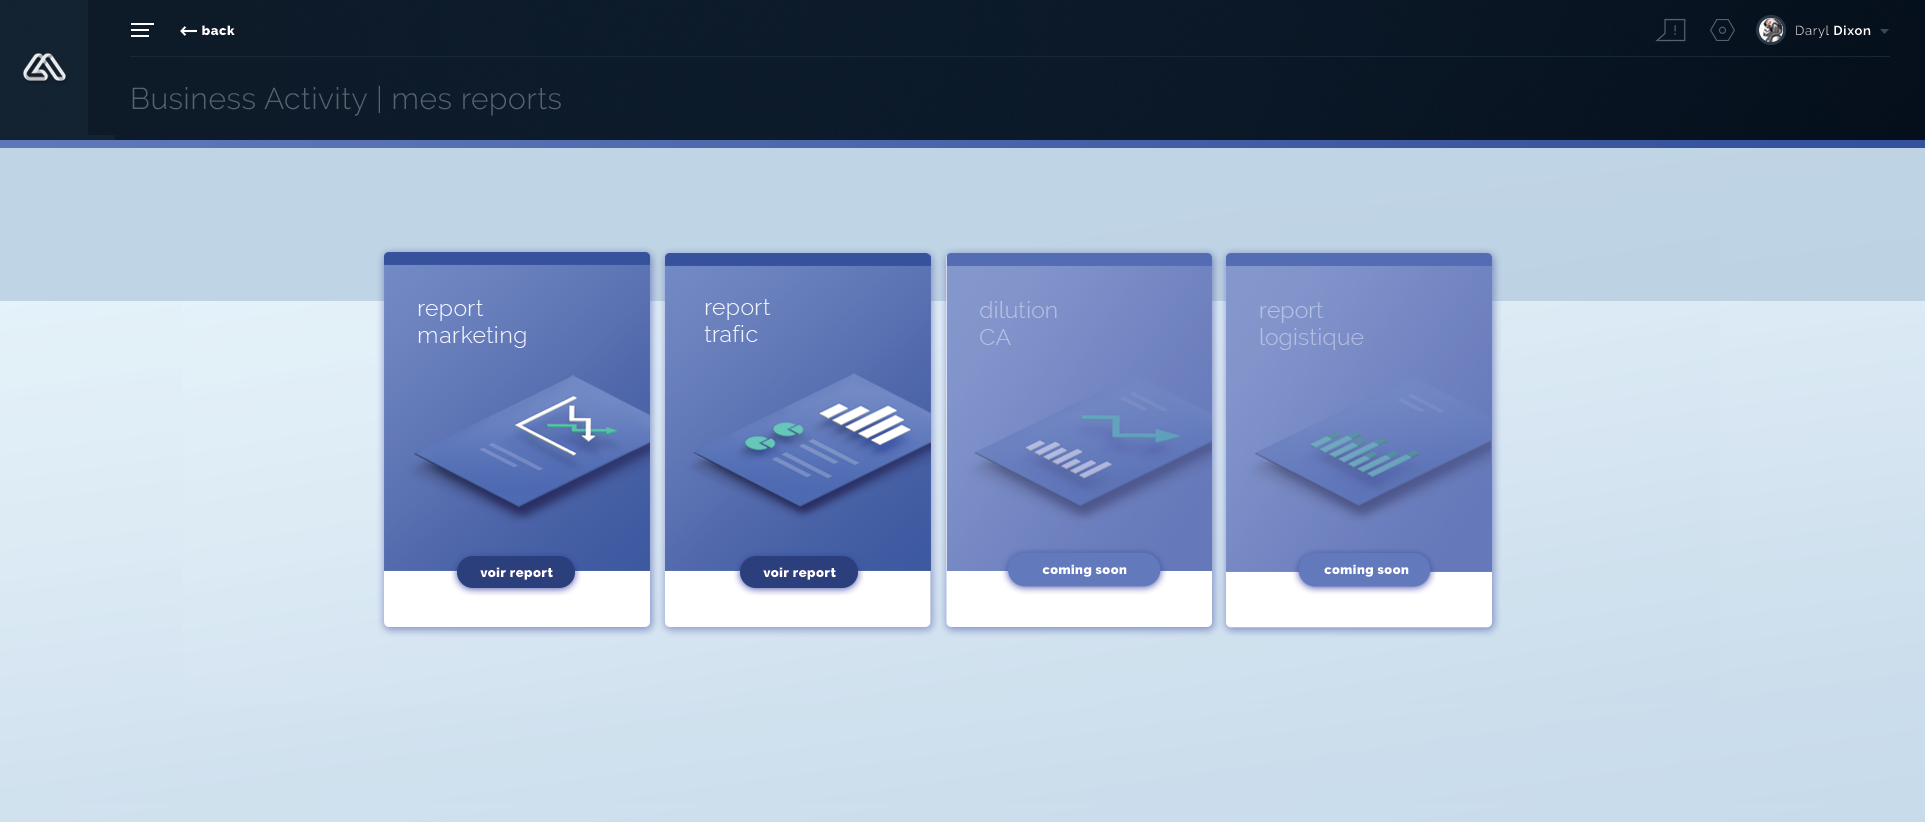 back
Daryl Dixon
Business Activity | mes reports
report
marketing
voir report
report
trafic
voir report
dilution
CA
coming soon
report
logistique
coming soon